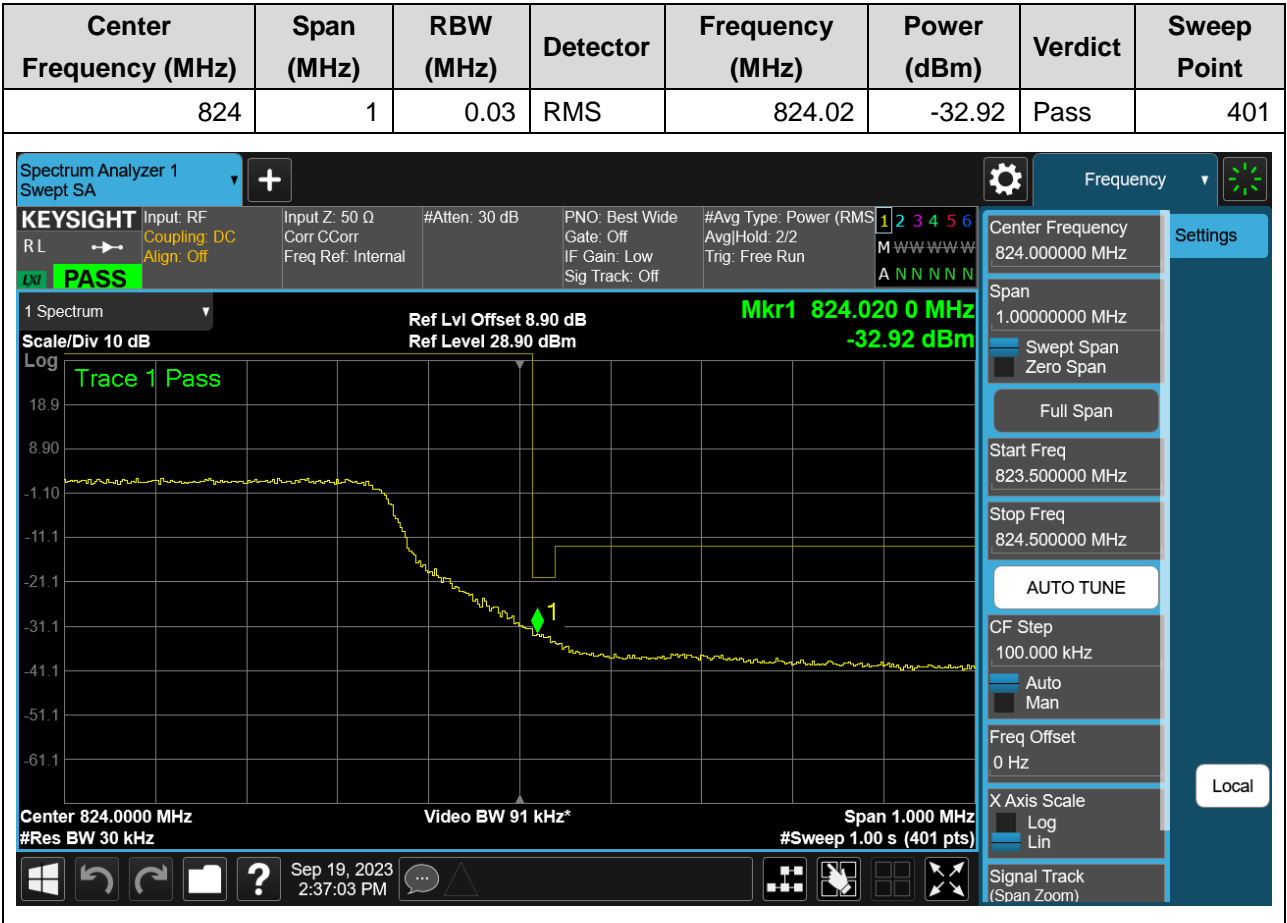 Center Frequency (MHz) Span (MHz) RBW (MHz) Detector Frequency (MHz) Power (dBm) Verdict Sweep Point
824 1 0.03 RMS 824.02 -32.92 Pass 401
Spectrum Analyzer 1
Swept SA
Frequency
KEYSIGHT
R L
LXI PASS
Input: RF
Coupling: DC
Align: Off
Input Z: 50 Ω
Corr CCorr
Freq Ref: Internal
#Atten: 30 dB
PNO: Best Wide
Gate: Off
IF Gain: Low
Sig Track: Off
#Avg Type: Power (RMS
Avg|Hold: 2/2
Trig: Free Run
1 2 3 4 5 6
M W W W W W
A N N N N N
1 Spectrum
Scale/Div 10 dB
Ref Lvl Offset 8.90 dB
Ref Level 28.90 dBm
Mkr1 824.020 0 MHz
-32.92 dBm
Log
Trace 1 Pass
18.9
8.90
-1.10
-11.1
-21.1
-31.1
-41.1
-51.1
-61.1
1
Center 824.0000 MHz
#Res BW 30 kHz
Video BW 91 kHz*
Span 1.000 MHz
#Sweep 1.00 s (401 pts)
Center Frequency
824.000000 MHz
Settings
Span
1.00000000 MHz
Swept Span
Zero Span
Full Span
Start Freq
823.500000 MHz
Stop Freq
824.500000 MHz
AUTO TUNE
CF Step
100.000 kHz
Auto
Man
Freq Offset
0 Hz
X Axis Scale
Log
Lin
Signal Track
(Span Zoom)
Local
?
Sep 19, 2023
2:37:03 PM